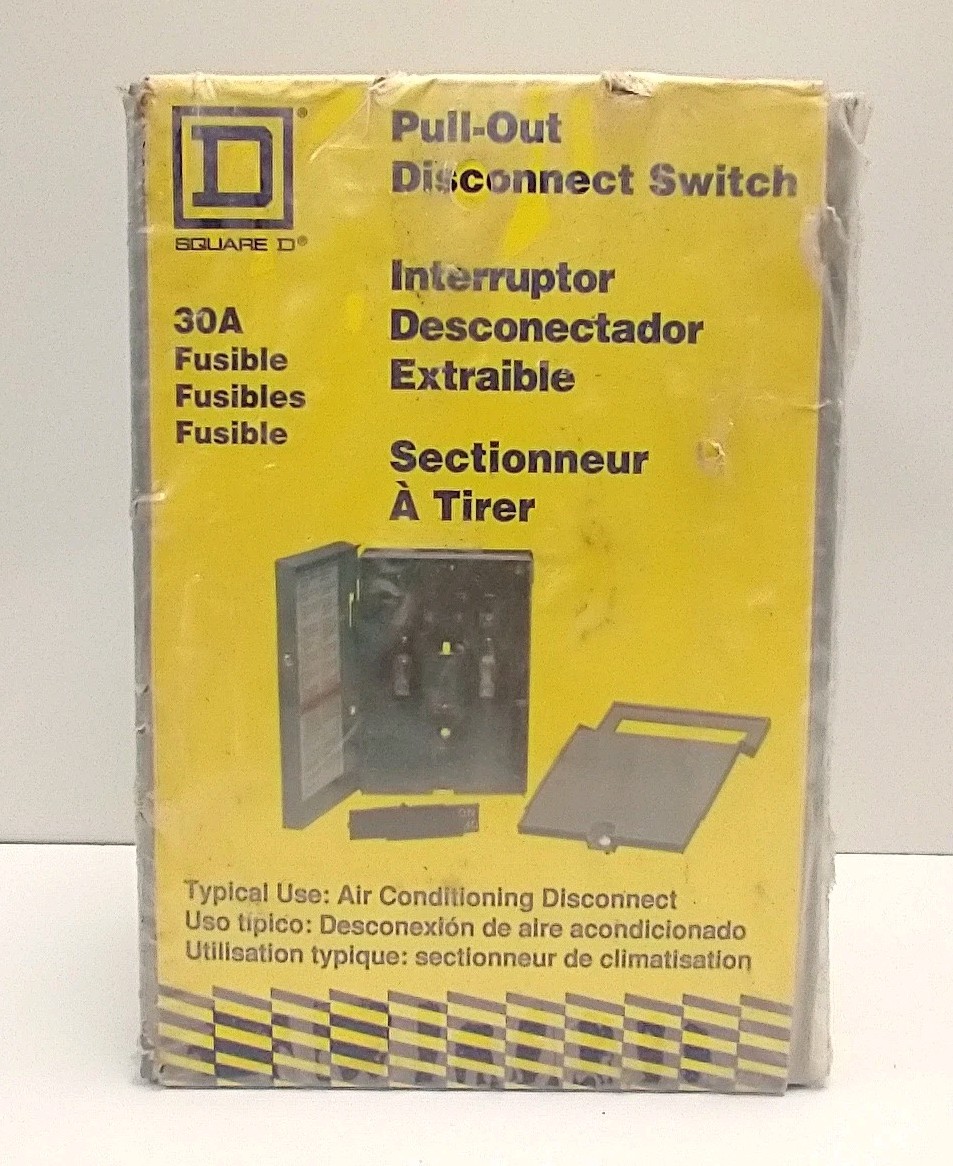 D®
SQUARE D®
Pull-Out
Disconnect Switch
Interruptor
Desconectador
Extraible
Sectionneur
À Tirer
30A
Fusible
Fusibles
Fusible
ON
Typical Use: Air Conditioning Disconnect
Uso típico: Desconexión de aire acondicionado
Utilisation typique: sectionneur de climatisation